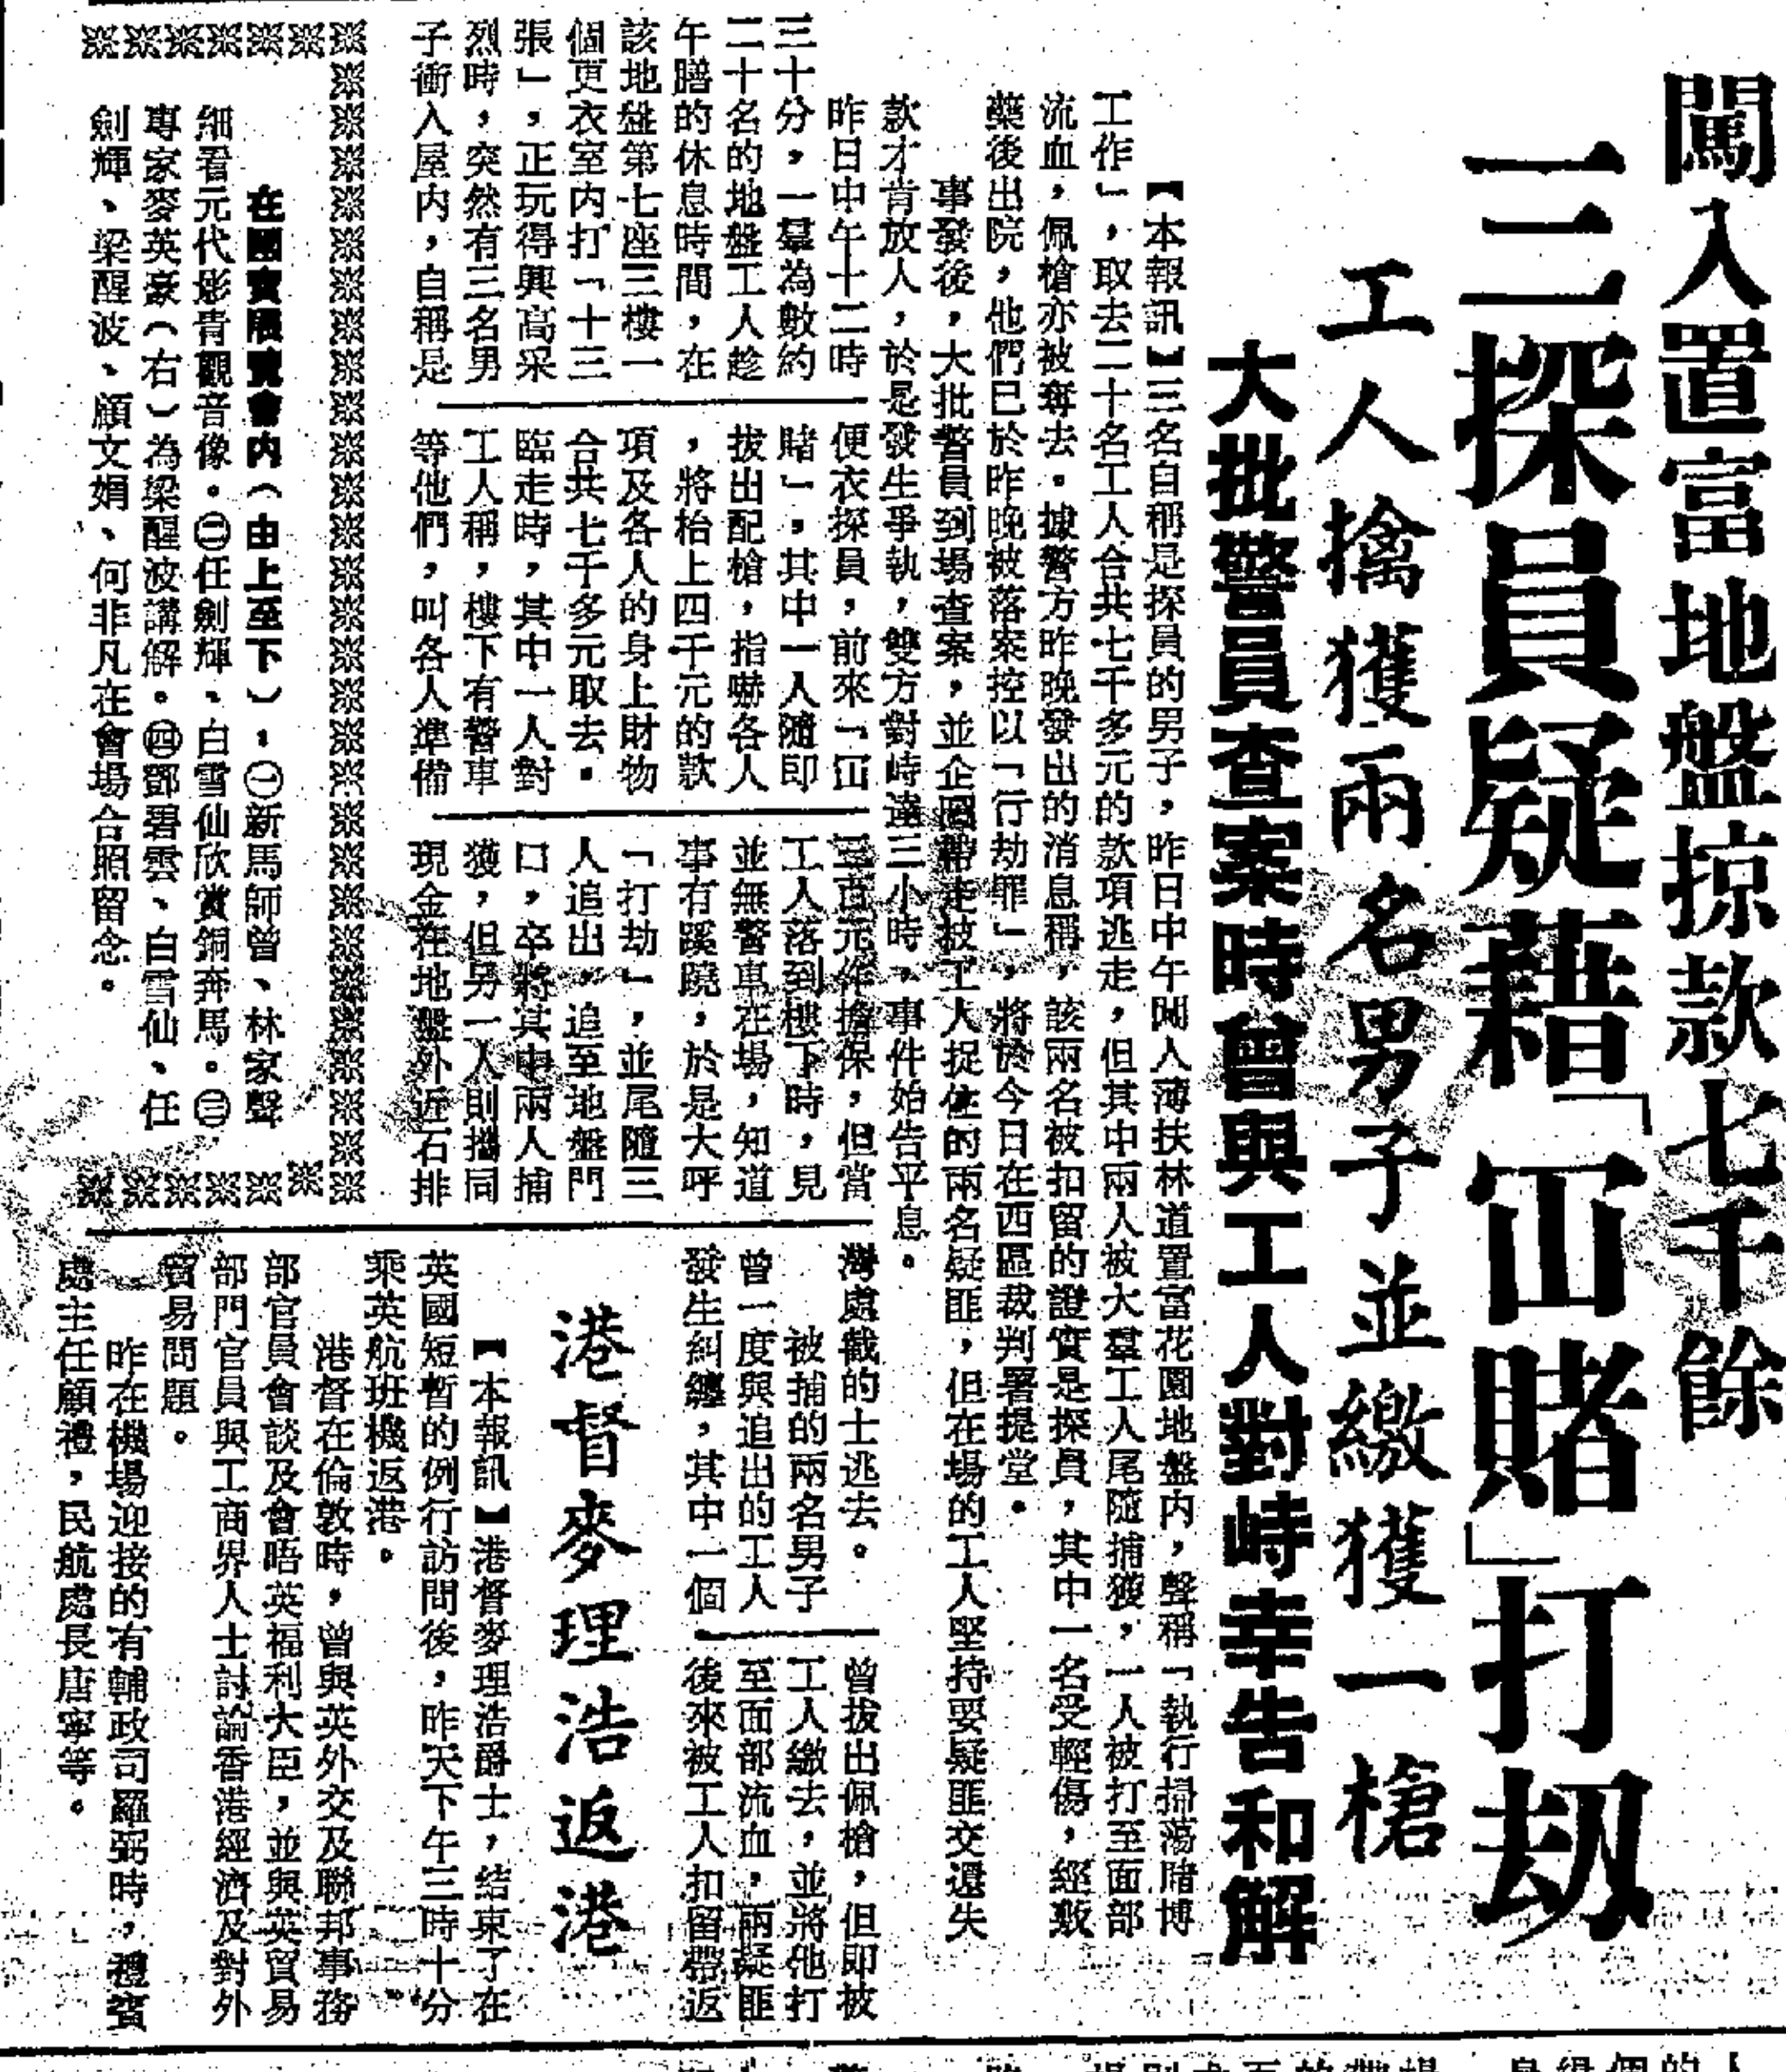 闖入置富地盤掠款七千餘
三探員疑藉「冚賭」打劫
工人擒獲兩名男子並繳獲一槍
大批警員查案時曾與工人對峙幸告和解
【本報訊】三名自稱是探員的男子，昨日中午闖入薄扶林道置富花園地盤內，聲稱「執行掃蕩賭博
工作」，取去二十名工人合共七千多元的款項逃走，但其中兩人被大羣工人尾隨捕獲，一人被打至面部
流血，佩槍亦被奪去。據警方昨晚發出的消息稱，該兩名被扣留的證實是探員，其中一名受輕傷，經敷
藥後出院，他們已於昨晚被落案控以「行劫罪」，將於今日在西區裁判署提堂。
事發後，大批警員到場查案，並企圖帶走被工人捉住的兩名疑匪，但在場的工人堅持要疑匪交還失
款才肯放人，於是發生爭執，雙方對峙達三小時，事件始告平息。
昨日中午十二時
三十分，一羣為數約
二十名的地盤工人趁
午膳的休息時間，在
該地盤第七座三樓一
個更衣室內打「十三
張」，正玩得興高采
烈時，突然有三名男
子衝入屋內，自稱是
便衣探員，前來「冚
賭」，其中一人隨即
拔出配槍，指嚇各人
，將枱上四千元的款
項及各人的身上財物
合共七千多元取去。
臨走時，其中一人對
工人稱，樓下有警車
等他們，叫各人準備
三百元作擔保，但當
工人落到樓下時，見
並無警車在場，知道
事有蹊蹺，於是大呼
「打劫」，並尾隨三
人追出，追至地盤門
口，卒將其中兩人捕
獲，但另一人則攜同
現金在地盤外近石排
灣處截的士逃去。
被捕的兩名男子
曾一度與追出的工人
發生糾纏，其中一個
曾拔出佩槍，但即被
工人繳去，並將他打
至面部流血，兩疑匪
後來被工人扣留帶返
港督麥理浩返港
【本報訊】港督麥理浩爵士，結束了在
英國短暫的例行訪問後，昨天下午三時十分
乘英航班機返港。
港督在倫敦時，曾與英外交及聯邦事務
部官員會談及會晤英福利大臣，並與英貿易
部門官員與工商界人士討論香港經濟及對外
貿易問題。
昨在機場迎接的有輔政司羅弼時，禮賓
處主任顧禮，民航處長唐寧等。
在國寶展覽會內（由上至下），㊀新馬師曾、林家聲
細看元代影青觀音像。㊁任劍輝、白雪仙欣賞銅奔馬。㊂
專家麥英豪（右）為梁醒波講解。㊃鄧碧雲、白雪仙、任
劍輝、梁醒波、顧文娟、何非凡在會場合照留念。